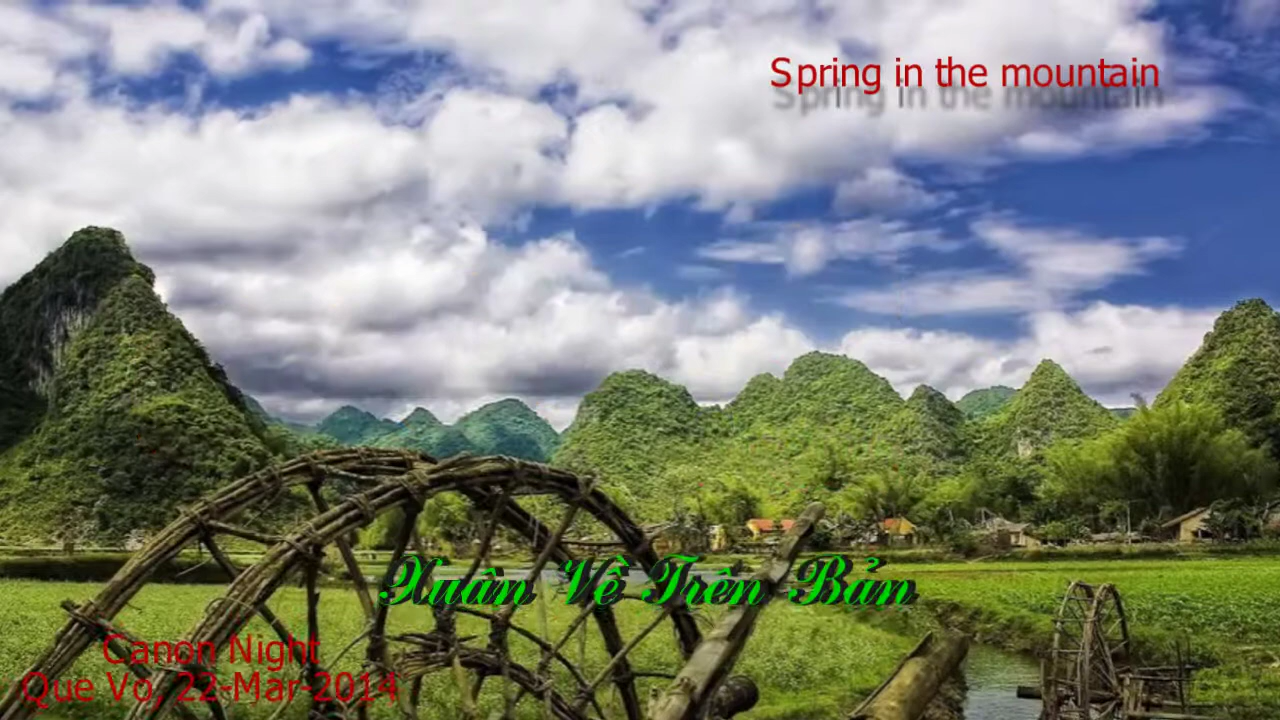 Spring in the mountain
Xuân Về Trên Bản
Canon Night
Que Vo, 22-Mar-2014